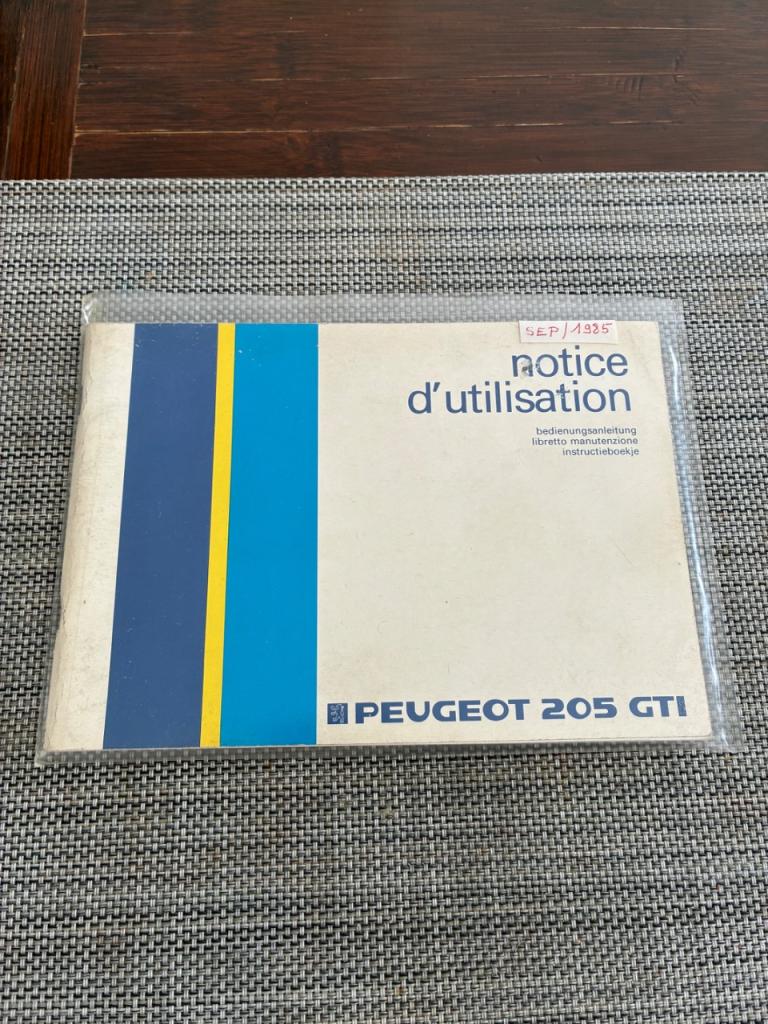 SEP/1985
notice
d'utilisation
bedienungsanleitung
libretto manutenzione
instructieboekje
PEUGEOT 205 GTI